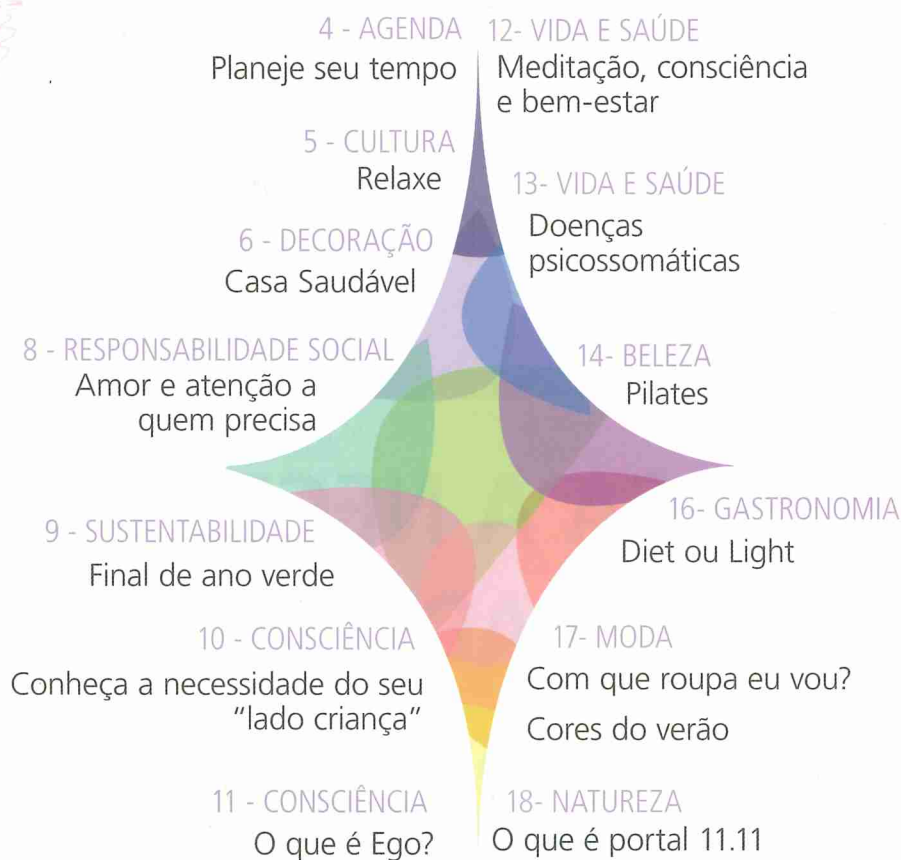 4 - AGENDA
Planeje seu tempo
5 - CULTURA
Relaxe
6 - DECORAÇÃO
Casa Saudável
8 - RESPONSABILIDADE SOCIAL
Amor e atenção a
quem precisa
9 - SUSTENTABILIDADE
Final de ano verde
10 - CONSCIÊNCIA
Conheça a necessidade do seu
"lado criança"
11 - CONSCIÊNCIA
O que é Ego?
12- VIDA E SAÚDE
Meditação, consciência
e bem-estar
13- VIDA E SAÚDE
Doenças
psicossomáticas
14- BELEZA
Pilates
16- GASTRONOMIA
Diet ou Light
17- MODA
Com que roupa eu vou?
Cores do verão
18- NATUREZA
O que é portal 11.11